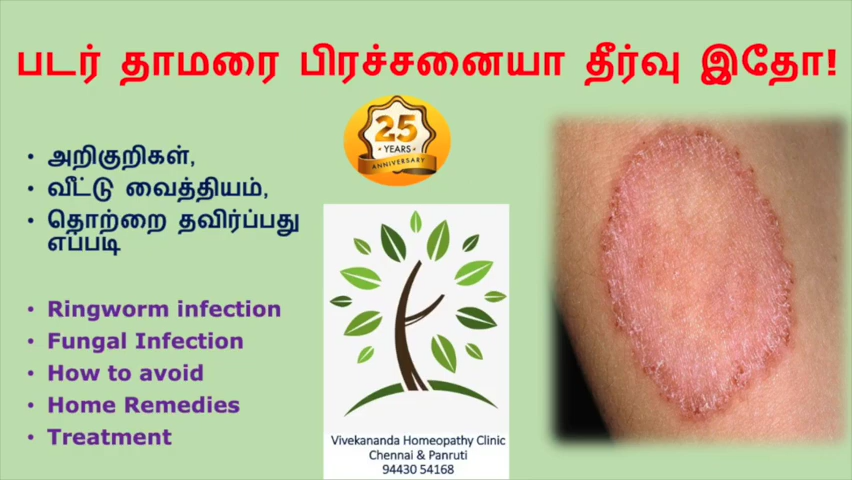 படர் தாமரை பிரச்சனையா தீர்வு இதோ!
25
YEARS
ANNIVERSARY
• அறிகுறிகள்,
• வீட்டு வைத்தியம்,
• தொற்றை தவிர்ப்பது
எப்படி
• Ringworm infection
• Fungal Infection
• How to avoid
• Home Remedies
• Treatment
Vivekananda Homeopathy Clinic
Chennai & Panruti
94430 54168